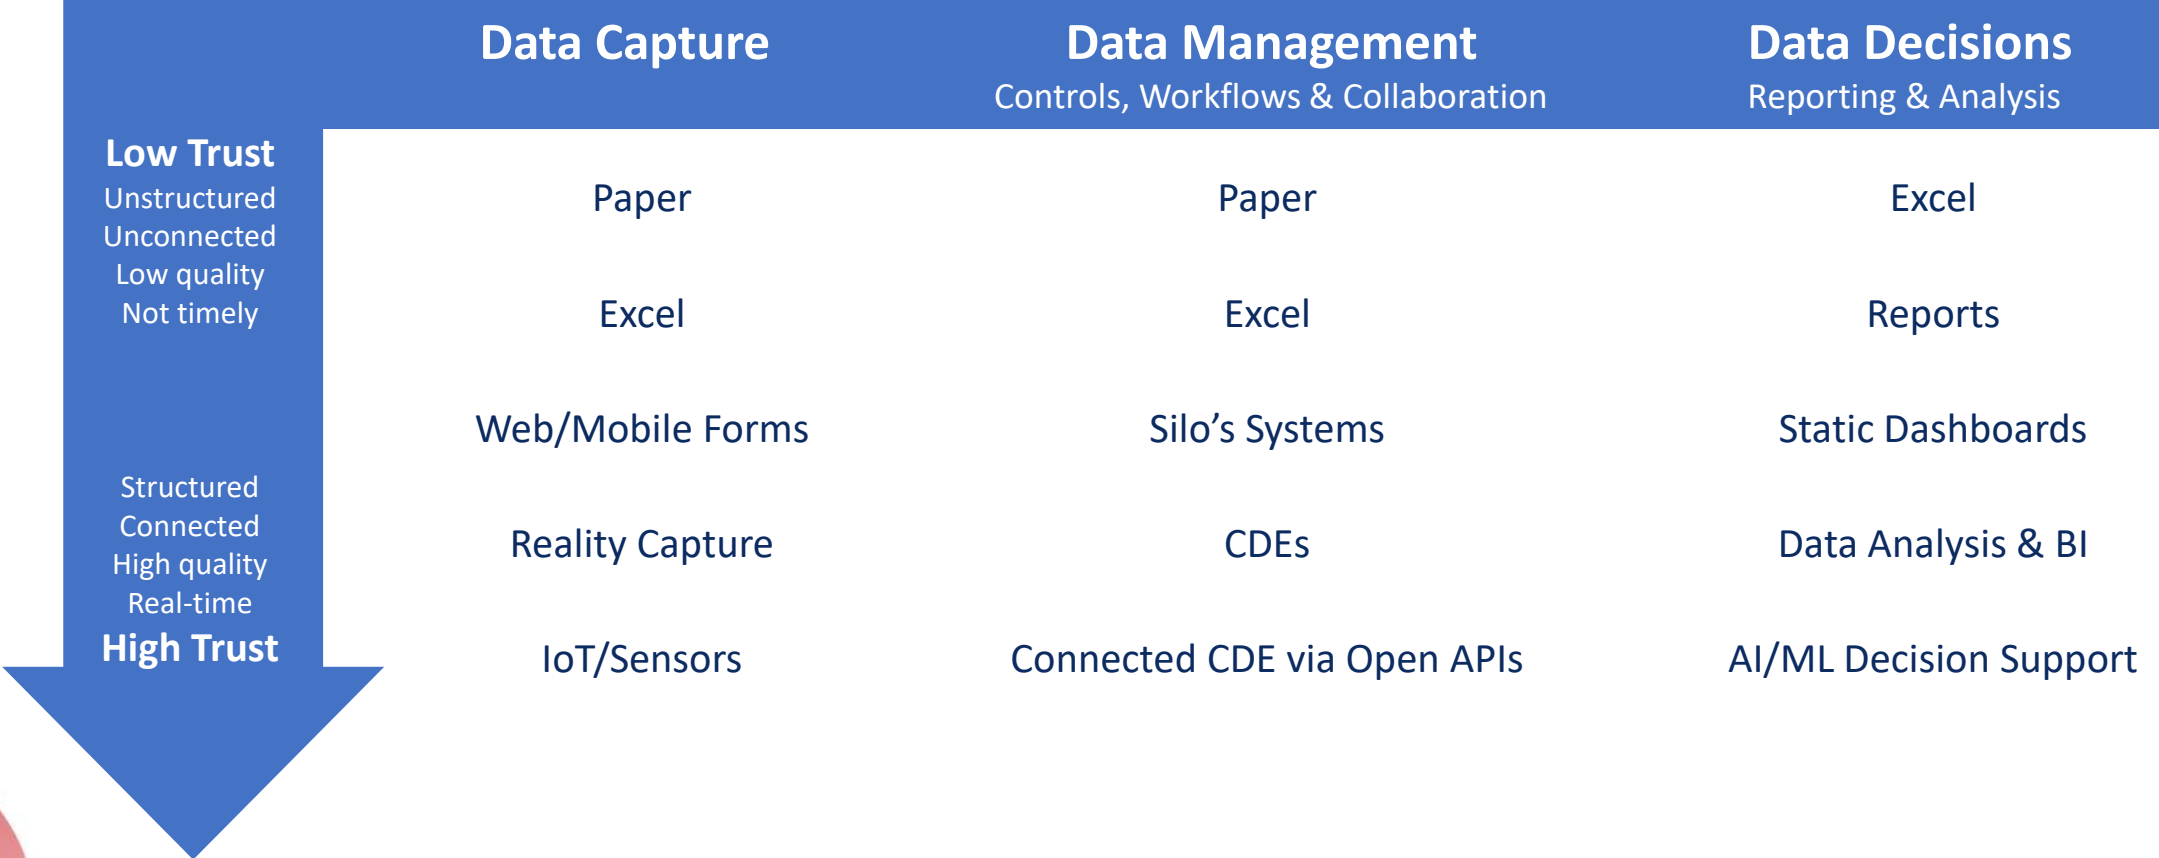 Data Capture
Data Management
Controls, Workflows & Collaboration
Data Decisions
Reporting & Analysis
Low Trust
Unstructured
Unconnected
Low quality
Not timely
Structured
Connected
High quality
Real-time
High Trust
Paper
Paper
Excel
Excel
Excel
Reports
Web/Mobile Forms
Silo’s Systems
Static Dashboards
Reality Capture
CDEs
Data Analysis & BI
IoT/Sensors
Connected CDE via Open APIs
AI/ML Decision Support